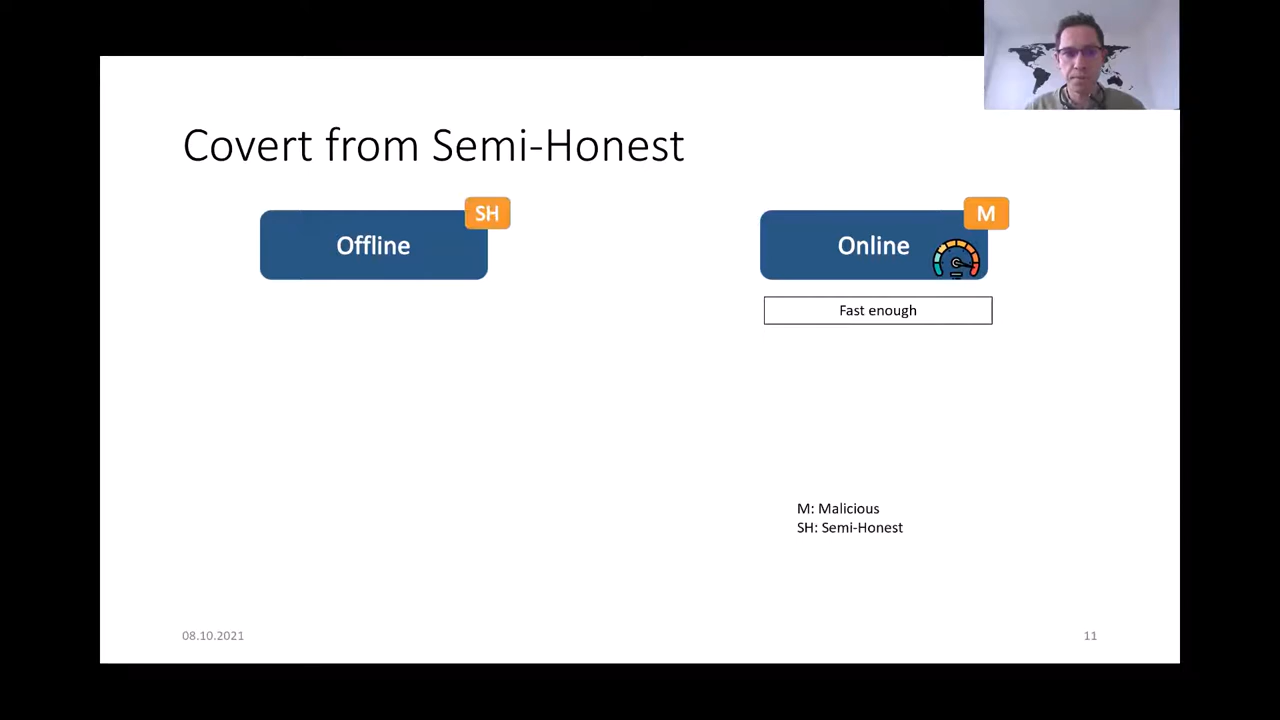 Covert from Semi-Honest
SH
Offline
M
Online
Fast enough
M: Malicious
SH: Semi-Honest
08.10.2021
11